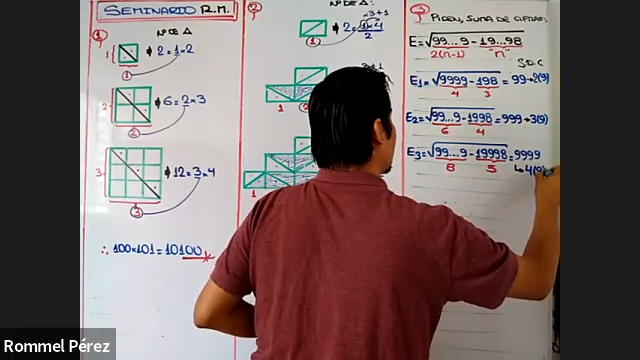 SEMINARIO R.M.
1
Nº DE Δ
1
2 = 1 × 2
1
2
6 = 2 × 3
2
3
12 = 3 × 4
3
∴ 100×101 = 10100
2
Nº DE Δ
3+1
2 = (1)×4
2
1
1
3 PIDEN, SUMA DE CIFRAS:
E = √99...9 - 19...98
2(n-1) "n"
S.D.C
E1 = √9999 - 198 = 99 → 2(9)
4 3
E2 = √99...9 - 1998 = 999 → 3(9)
6 4
E3 = √99...9 - 19998 = 9999
8 5
↳ 4(9)
Rommel Pérez